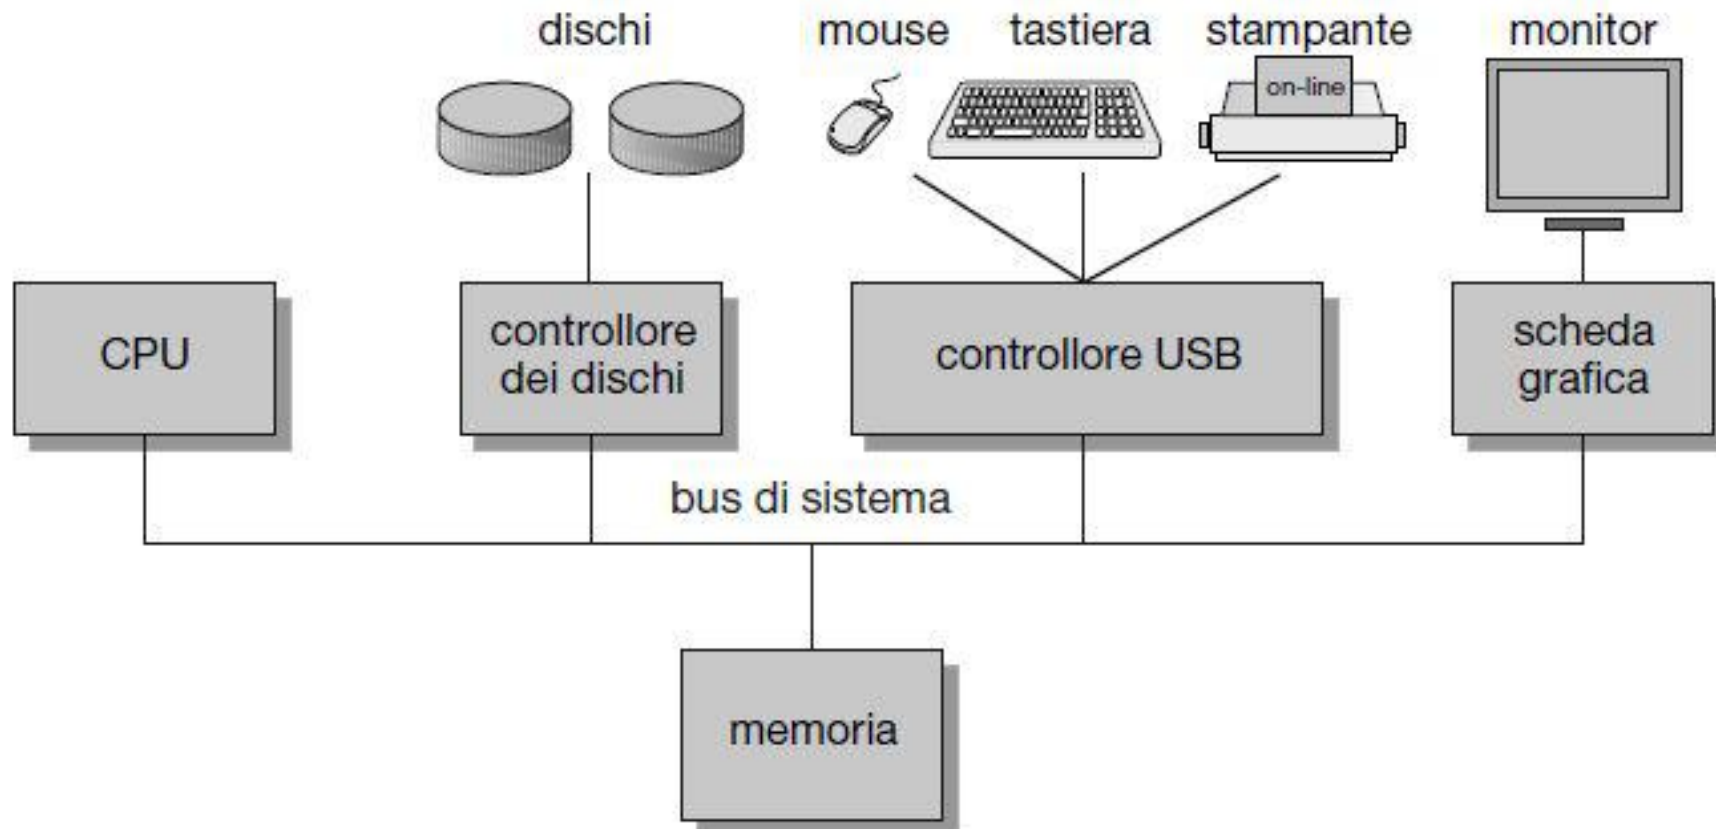 dischi
mouse
tastiera
stampante
monitor
on-line
CPU
controllore
dei dischi
controllore USB
scheda
grafica
bus di sistema
memoria